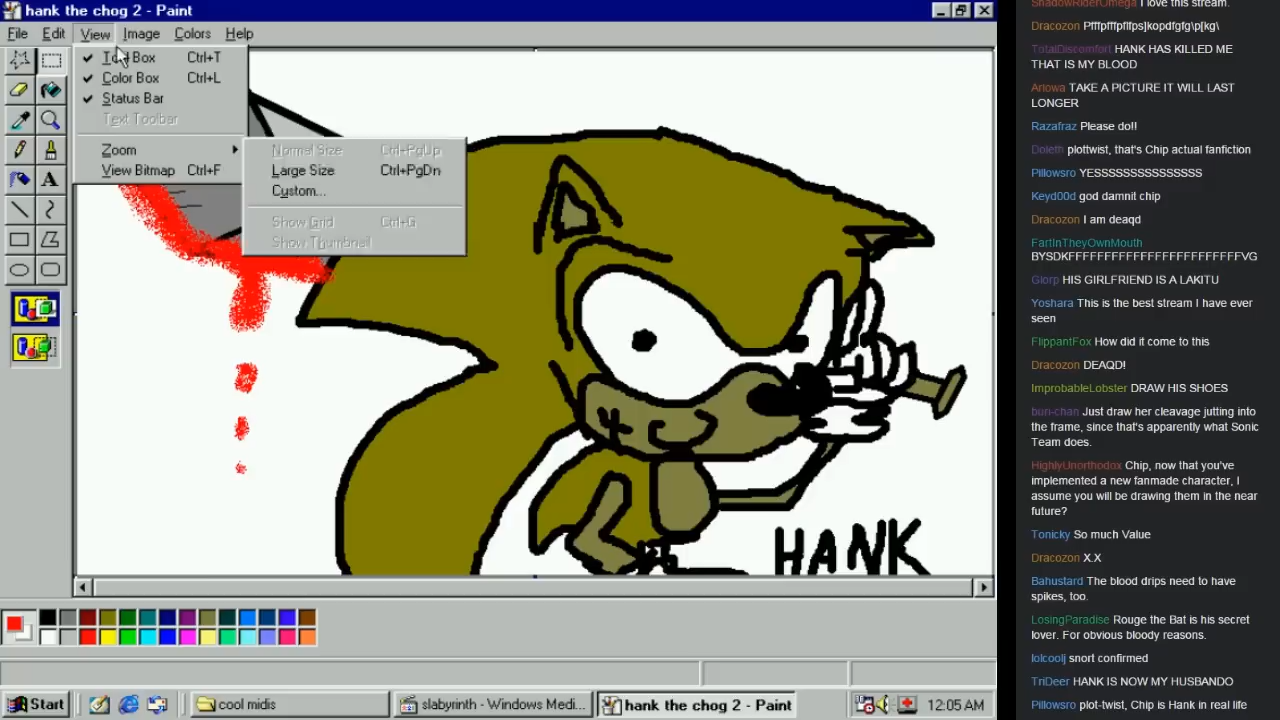 hank the chog 2 - Paint
File Edit View Image Colors Help
Tool Box Ctrl+T
Color Box Ctrl+L
Status Bar
Text Toolbar
Zoom
View Bitmap Ctrl+F
Normal Size Ctrl+PgUp
Large Size Ctrl+PgDn
Custom...
Show Grid Ctrl+G
Show Thumbnail
HANK
Start
cool midis
slabyrinth - Windows Medi...
hank the chog 2 - Paint
12:05 AM
ShadowRiderOmega I love this stream.
Dracozon Pfffpfffpflfps]kopdfgfg\p[kg\
TotalDiscomfort HANK HAS KILLED ME
THAT IS MY BLOOD
Ariowa TAKE A PICTURE IT WILL LAST
LONGER
Razafraz Please do!!
Doleth plottwist, that's Chip actual fanfiction
Pillowsro YESSSSSSSSSSSSSSS
Keyd00d god damnit chip
Dracozon I am deaqd
FartInTheyOwnMouth
BYSDKFFFFFFFFFFFFFFFFFFFFFFFFVG
Glorp HIS GIRLFRIEND IS A LAKITU
Yoshara This is the best stream I have ever
seen
FlippantFox How did it come to this
Dracozon DEAQD!
ImprobableLobster DRAW HIS SHOES
buri-chan Just draw her cleavage jutting into
the frame, since that's apparently what Sonic
Team does.
HighlyUnorthodox Chip, now that you've
implemented a new fanmade character, I
assume you will be drawing them in the near
future?
Tonicky So much Value
Dracozon X.X
Bahustard The blood drips need to have
spikes, too.
LosingParadise Rouge the Bat is his secret
lover. For obvious bloody reasons.
lolcoolj snort confirmed
TriDeer HANK IS NOW MY HUSBANDO
Pillowsro plot-twist, Chip is Hank in real life